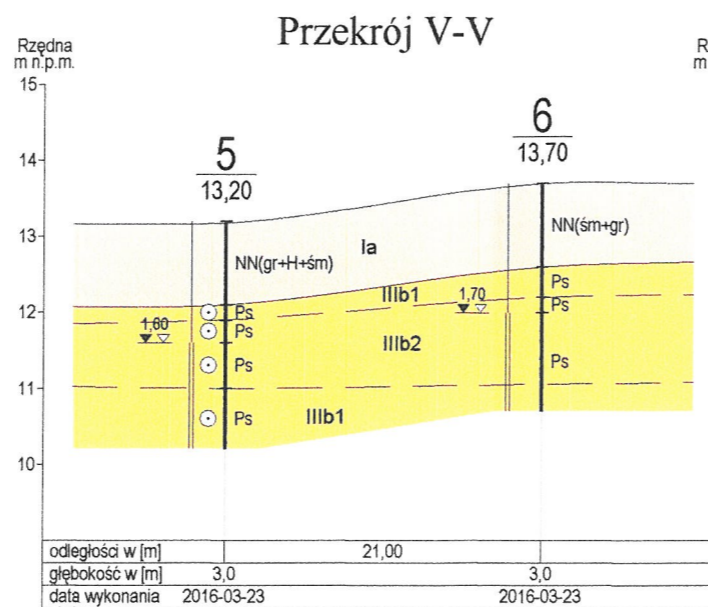 Przekrój V-V
Rzędna
m n.p.m.
R
m
15
14
13
12
11
10
5
13,20
6
13,70
NN(gr+H+śm)
Ia
NN(śm+gr)
IIIb1
Ps
Ps
1,60
Ps
Ps
1,70
IIIb2
Ps
Ps
Ps
IIIb1
odległości w [m] 21,00
głębokość w [m] 3,0 3,0
data wykonania 2016-03-23 2016-03-23